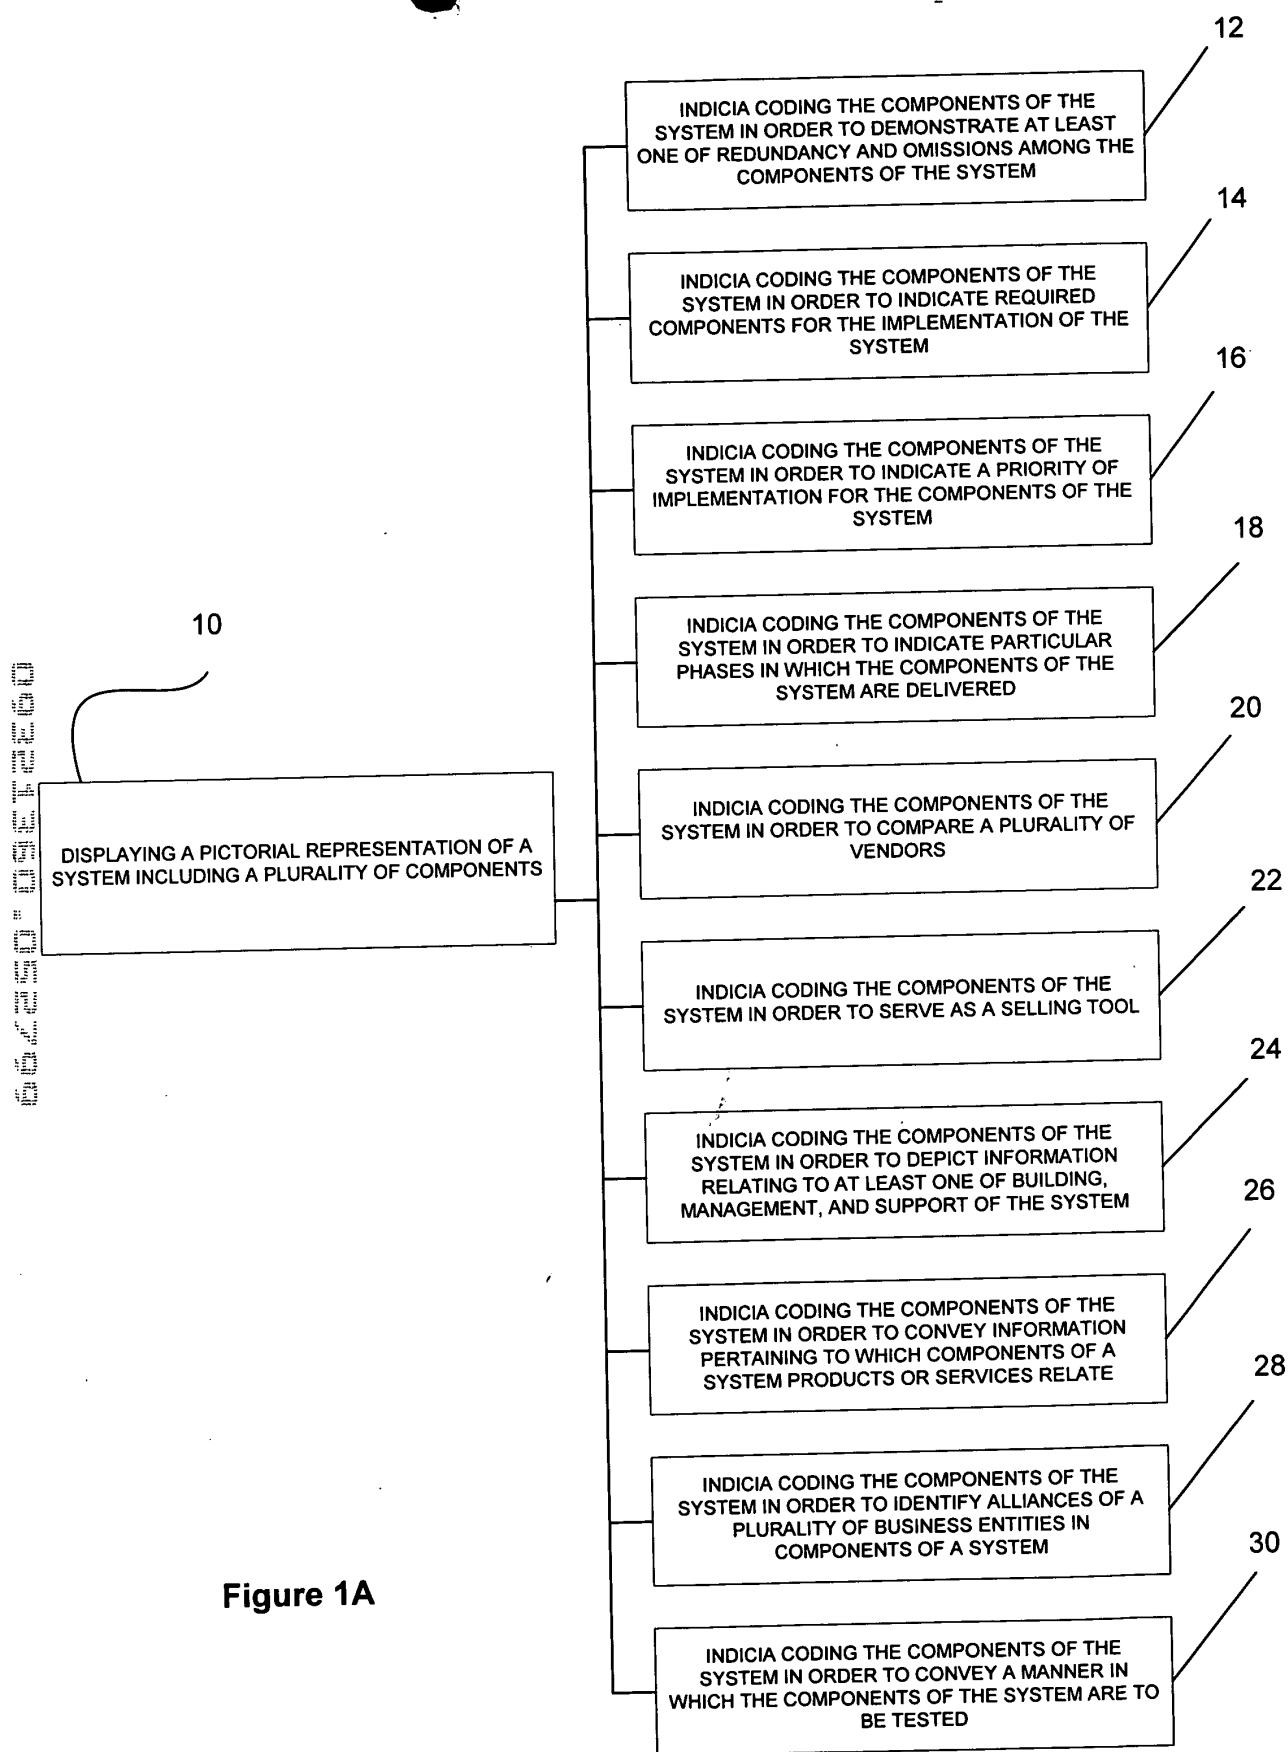 12
INDICIA CODING THE COMPONENTS OF THE
SYSTEM IN ORDER TO DEMONSTRATE AT LEAST
ONE OF REDUNDANCY AND OMISSIONS AMONG THE
COMPONENTS OF THE SYSTEM
14
INDICIA CODING THE COMPONENTS OF THE
SYSTEM IN ORDER TO INDICATE REQUIRED
COMPONENTS FOR THE IMPLEMENTATION OF THE
SYSTEM
16
INDICIA CODING THE COMPONENTS OF THE
SYSTEM IN ORDER TO INDICATE A PRIORITY OF
IMPLEMENTATION FOR THE COMPONENTS OF THE
SYSTEM
18
INDICIA CODING THE COMPONENTS OF THE
SYSTEM IN ORDER TO INDICATE PARTICULAR
PHASES IN WHICH THE COMPONENTS OF THE
SYSTEM ARE DELIVERED
10
DISPLAYING A PICTORIAL REPRESENTATION OF A
SYSTEM INCLUDING A PLURALITY OF COMPONENTS
09321360.052799
20
INDICIA CODING THE COMPONENTS OF THE
SYSTEM IN ORDER TO COMPARE A PLURALITY OF
VENDORS
22
INDICIA CODING THE COMPONENTS OF THE
SYSTEM IN ORDER TO SERVE AS A SELLING TOOL
24
INDICIA CODING THE COMPONENTS OF THE
SYSTEM IN ORDER TO DEPICT INFORMATION
RELATING TO AT LEAST ONE OF BUILDING,
MANAGEMENT, AND SUPPORT OF THE SYSTEM
26
INDICIA CODING THE COMPONENTS OF THE
SYSTEM IN ORDER TO CONVEY INFORMATION
PERTAINING TO WHICH COMPONENTS OF A
SYSTEM PRODUCTS OR SERVICES RELATE
28
INDICIA CODING THE COMPONENTS OF THE
SYSTEM IN ORDER TO IDENTIFY ALLIANCES OF A
PLURALITY OF BUSINESS ENTITIES IN
COMPONENTS OF A SYSTEM
30
INDICIA CODING THE COMPONENTS OF THE
SYSTEM IN ORDER TO CONVEY A MANNER IN
WHICH THE COMPONENTS OF THE SYSTEM ARE TO
BE TESTED
Figure 1A